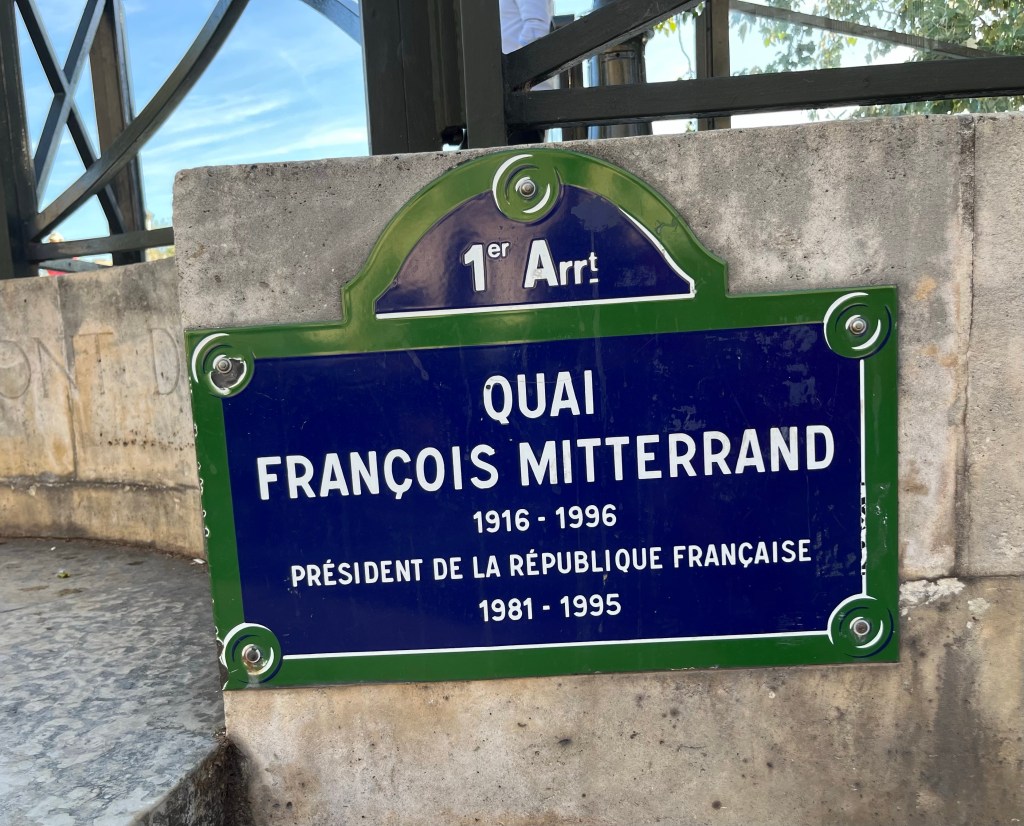 1er Arrt
QUAI
FRANÇOIS MITTERRAND
1916 - 1996
PRÉSIDENT DE LA RÉPUBLIQUE FRANÇAISE
1981 - 1995